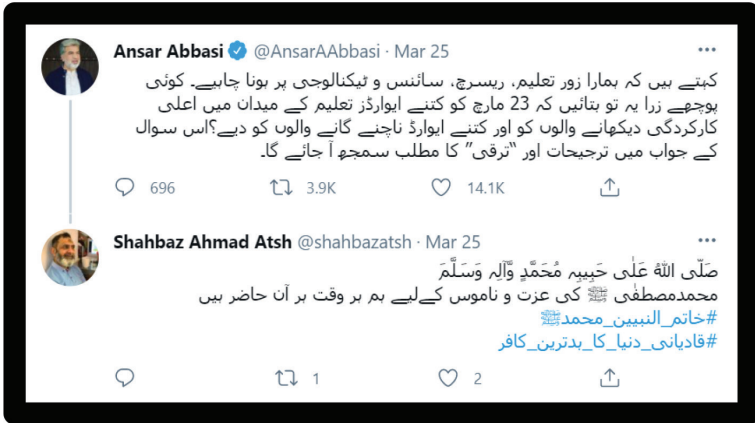 Ansar Abbasi @AnsarAAbbasi · Mar 25
کہتے ہیں کہ ہمارا زور تعلیم، ریسرچ، سائنس و ٹیکنالوجی پر ہونا چاہیے۔ کوئی
پوچھے زرا یہ تو بتائیں کہ 23 مارچ کو کتنے ایوارڈز تعلیم کے میدان میں اعلی
کارکردگی دیکھانے والوں کو اور کتنے ایوارڈ ناچنے گانے والوں کو دیے؟اس سوال
کے جواب میں ترجیحات اور “ترقی” کا مطلب سمجھ آ جائے گا۔
696 3.9K 14.1K
Shahbaz Ahmad Atsh @shahbazatsh · Mar 25
صَلَّی اللهُ عَلٰی حَبِیبِہ مُحَمَّدٍ وَّآلِہ وَسَلَّمَ
محمدمصطفٰی ﷺ کی عزت و ناموس کےلیے ہم ہر وقت ہر آن حاضر ہیں
#خاتم_النبیین_محمدﷺ
#قادیانی_دنیا_کا_بدترین_کافر
1 2